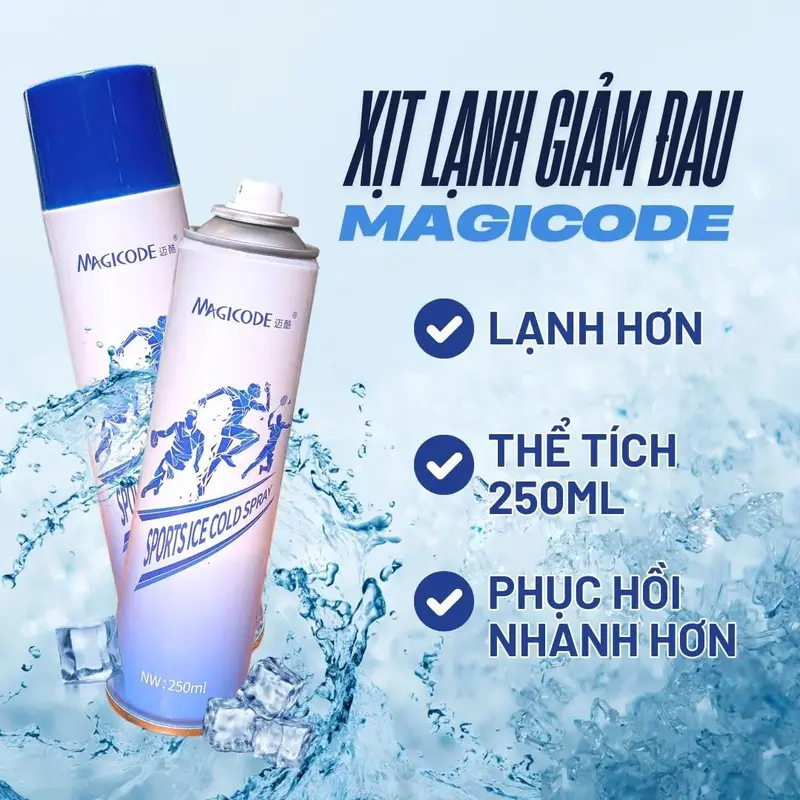 XỊT LẠNH GIẢM ĐAU
MAGICODE
MAGICODE 迈酷 ®
MAGICODE 迈酷 ®
SPORTS ICE COLD SPRAY
NW: 250ml
LẠNH HƠN
THỂ TÍCH
250ML
PHỤC HỒI
NHANH HƠN